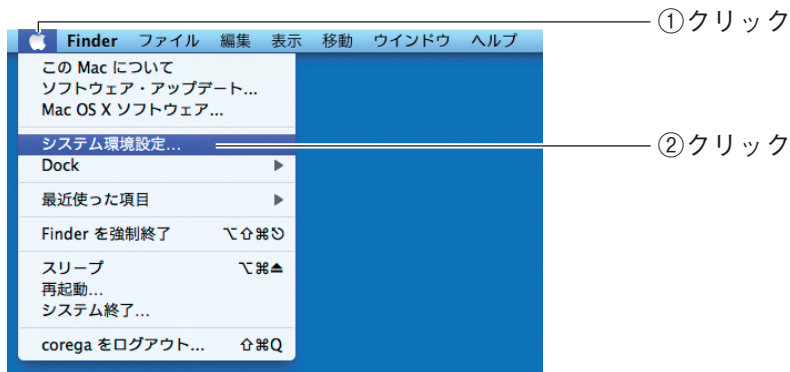 ①クリック
Finder ファイル 編集 表示 移動 ウインドウ ヘルプ
この Mac について
ソフトウェア・アップデート...
Mac OS X ソフトウェア...
システム環境設定...
②クリック
Dock ▶
最近使った項目 ▶
Finder を強制終了 ⌥⇧⌘⎋
スリープ ⌥⌘⏏
再起動...
システム終了...
corega をログアウト... ⇧⌘Q